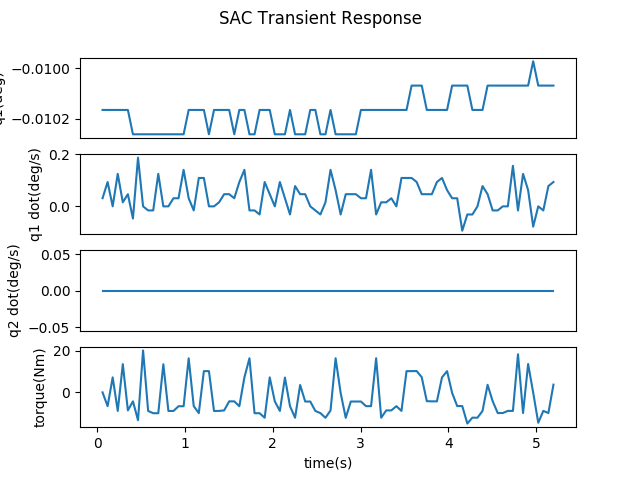 SAC Transient Response
−0.0100
−0.0102
0.2
0.0
q1 dot(deg/s)
0.05
0.00
−0.05
q2 dot(deg/s)
20
0
torque(Nm)
0 1 2 3 4 5
time(s)